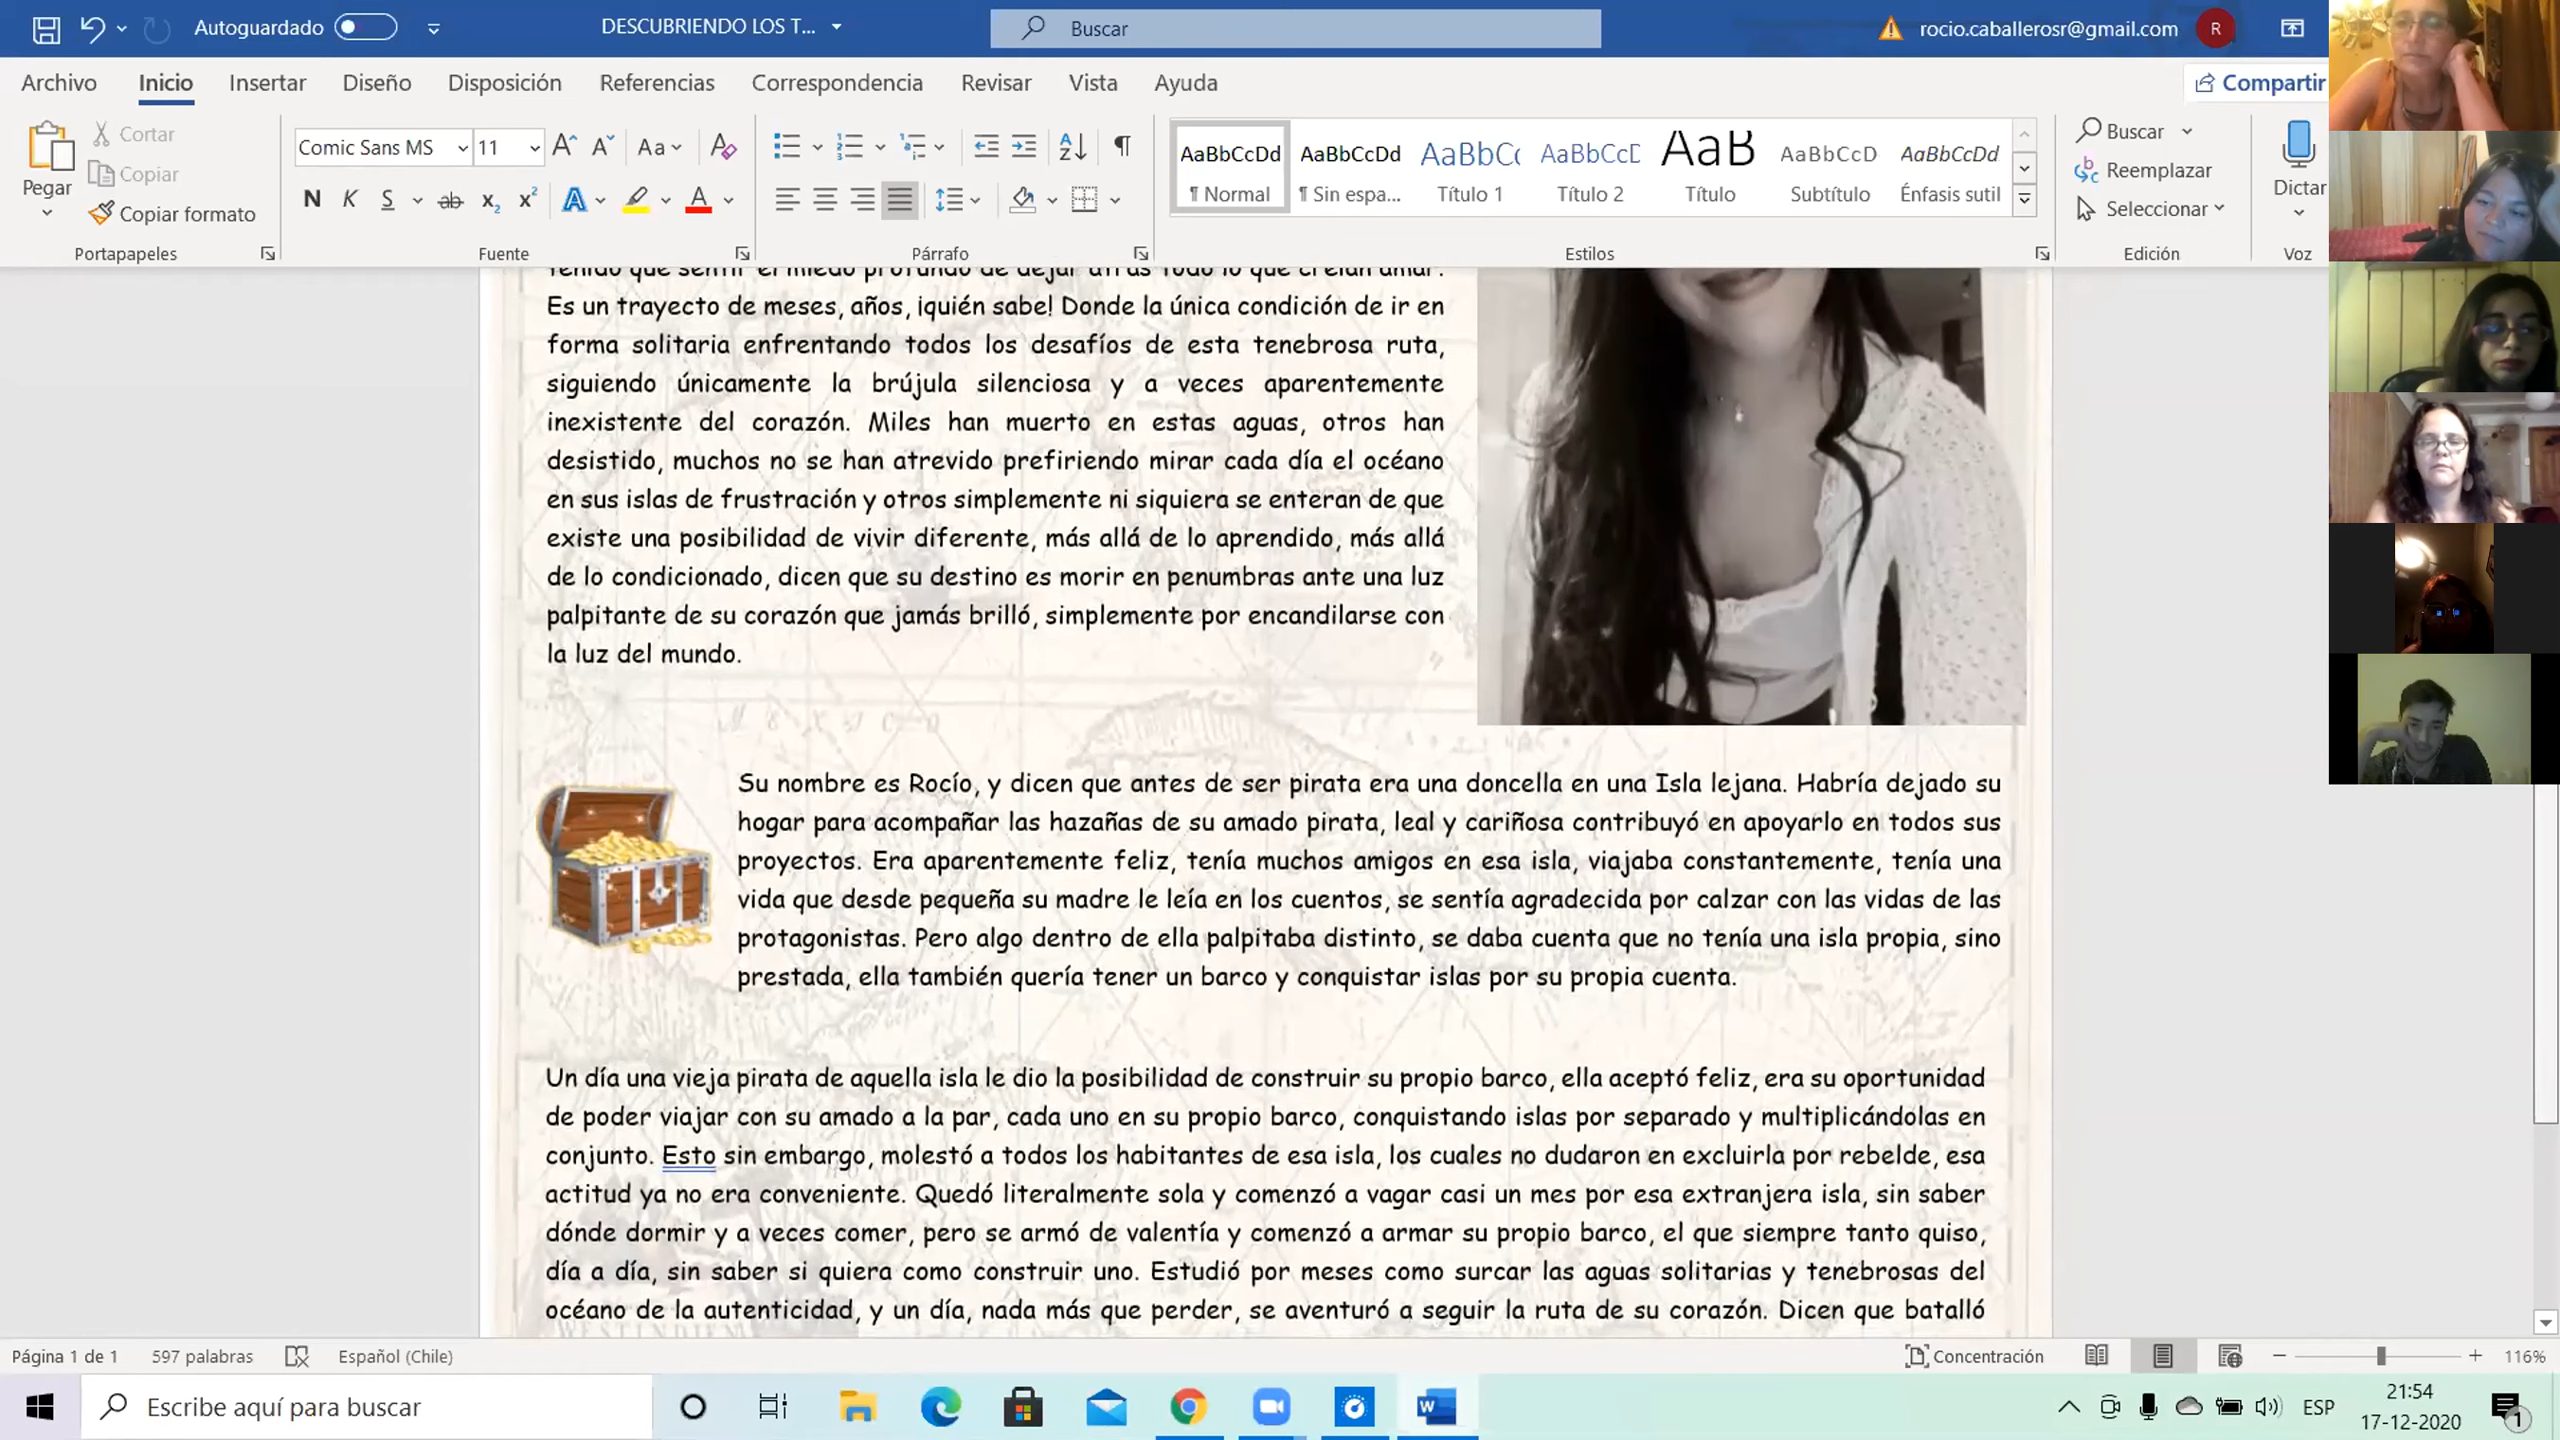 Autoguardado
DESCUBRIENDO LOS T...
Buscar
rocio.caballerosr@gmail.com
R
Archivo
Inicio
Insertar
Diseño
Disposición
Referencias
Correspondencia
Revisar
Vista
Ayuda
Compartir
Pegar
Cortar
Copiar
Copiar formato
Portapapeles
Comic Sans MS
11
Aa
N K S ab x₂ x²
Fuente
Párrafo
AaBbCcDd
¶ Normal
AaBbCcDd
¶ Sin espa...
AaBbCc
Título 1
AaBbCcD
Título 2
AaB
Título
AaBbCcD
Subtítulo
AaBbCcDd
Énfasis sutil
Estilos
Buscar
Reemplazar
Seleccionar
Edición
Dictar
Voz
tenido que sentir el miedo profundo de dejar atrás todo lo que creían amar.
Es un trayecto de meses, años, ¡quién sabe! Donde la única condición de ir en
forma solitaria enfrentando todos los desafíos de esta tenebrosa ruta,
siguiendo únicamente la brújula silenciosa y a veces aparentemente
inexistente del corazón. Miles han muerto en estas aguas, otros han
desistido, muchos no se han atrevido prefiriendo mirar cada día el océano
en sus islas de frustración y otros simplemente ni siquiera se enteran de que
existe una posibilidad de vivir diferente, más allá de lo aprendido, más allá
de lo condicionado, dicen que su destino es morir en penumbras ante una luz
palpitante de su corazón que jamás brilló, simplemente por encandilarse con
la luz del mundo.
Su nombre es Rocío, y dicen que antes de ser pirata era una doncella en una Isla lejana. Habría dejado su
hogar para acompañar las hazañas de su amado pirata, leal y cariñosa contribuyó en apoyarlo en todos sus
proyectos. Era aparentemente feliz, tenía muchos amigos en esa isla, viajaba constantemente, tenía una
vida que desde pequeña su madre le leía en los cuentos, se sentía agradecida por calzar con las vidas de las
protagonistas. Pero algo dentro de ella palpitaba distinto, se daba cuenta que no tenía una isla propia, sino
prestada, ella también quería tener un barco y conquistar islas por su propia cuenta.
Un día una vieja pirata de aquella isla le dio la posibilidad de construir su propio barco, ella aceptó feliz, era su oportunidad
de poder viajar con su amado a la par, cada uno en su propio barco, conquistando islas por separado y multiplicándolas en
conjunto. Esto sin embargo, molestó a todos los habitantes de esa isla, los cuales no dudaron en excluirla por rebelde, esa
actitud ya no era conveniente. Quedó literalmente sola y comenzó a vagar casi un mes por esa extranjera isla, sin saber
dónde dormir y a veces comer, pero se armó de valentía y comenzó a armar su propio barco, el que siempre tanto quiso,
día a día, sin saber si quiera como construir uno. Estudió por meses como surcar las aguas solitarias y tenebrosas del
océano de la autenticidad, y un día, nada más que perder, se aventuró a seguir la ruta de su corazón. Dicen que batalló
Página 1 de 1
597 palabras
Español (Chile)
Concentración
116%
Escribe aquí para buscar
ESP
21:54
17-12-2020
1